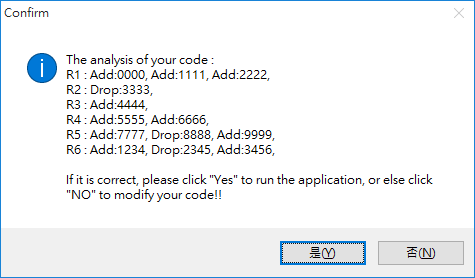 Confirm
The analysis of your code :
R1 : Add:0000, Add:1111, Add:2222,
R2 : Drop:3333,
R3 : Add:4444,
R4 : Add:5555, Add:6666,
R5 : Add:7777, Drop:8888, Add:9999,
R6 : Add:1234, Drop:2345, Add:3456,
If it is correct, please click "Yes" to run the application, or else click
"NO" to modify your code!!
是(Y) 否(N)